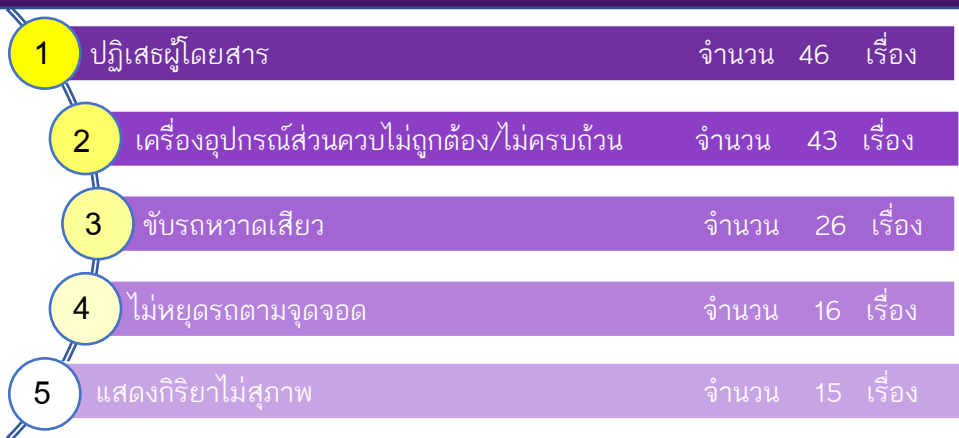 1 ปฏิเสธผู้โดยสาร จำนวน 46 เรื่อง
2 เครื่องอุปกรณ์ส่วนควบไม่ถูกต้อง/ไม่ครบถ้วน จำนวน 43 เรื่อง
3 ขับรถหวาดเสียว จำนวน 26 เรื่อง
4 ไม่หยุดรถตามจุดจอด จำนวน 16 เรื่อง
5 แสดงกิริยาไม่สุภาพ จำนวน 15 เรื่อง